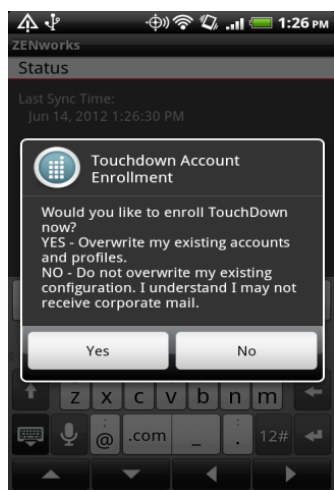 1:26 PM
ZENworks
Status
Last Sync Time:
Jun 14, 2012 1:26:30 PM
Touchdown Account
Enrollment
Would you like to enroll TouchDown
now?
YES - Overwrite my existing accounts
and profiles.
NO - Do not overwrite my existing
configuration. I understand I may not
receive corporate mail.
Yes No
z x c v b n m
@ .com _ : . 12#